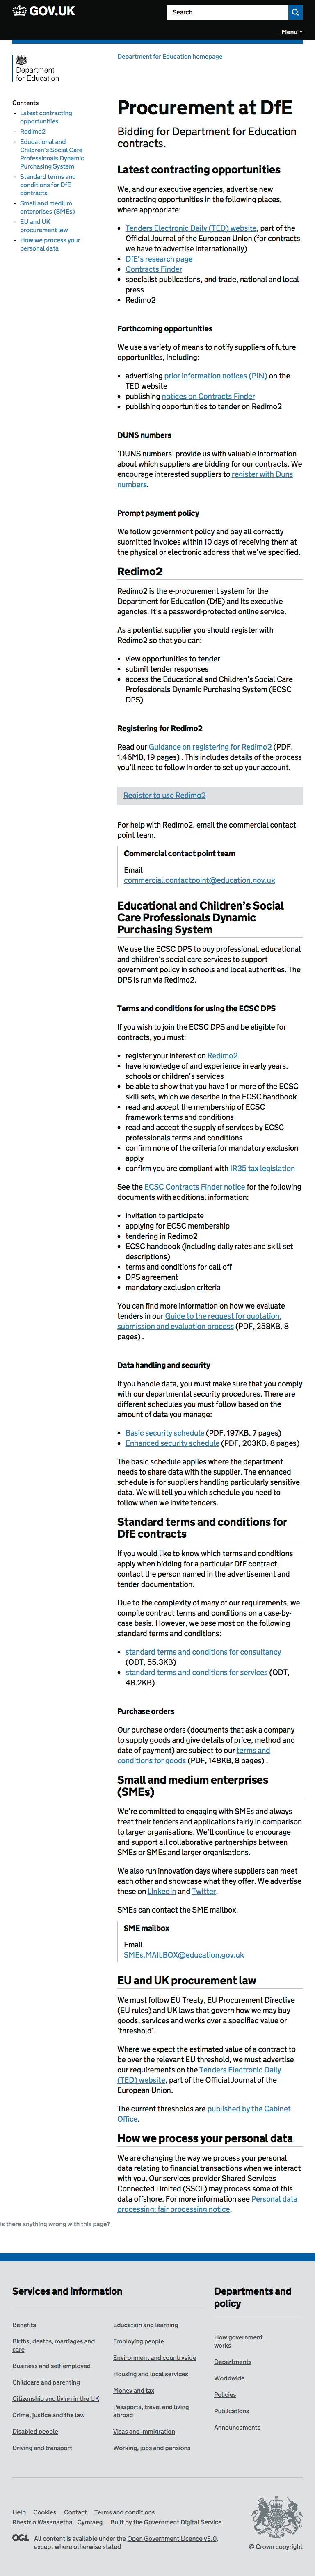 GOV.UK
Search
Menu
Department
for Education
Department for Education homepage
Contents
Latest contracting
opportunities
Redimo2
Educational and
Children's Social Care
Professionals Dynamic
Purchasing System
Standard terms and
conditions for DfE
contracts
Small and medium
enterprises (SMEs)
EU and UK
procurement law
How we process your
personal data
Procurement at DfE
Bidding for Department for Education
contracts.
Latest contracting opportunities
We, and our executive agencies, advertise new
contracting opportunities in the following places,
where appropriate:
Tenders Electronic Daily (TED) website, part of the
Official Journal of the European Union (for contracts
we have to advertise internationally)
DfE's research page
Contracts Finder
specialist publications, and trade, national and local
press
Redimo2
Forthcoming opportunities
We use a variety of means to notify suppliers of future
opportunities, including:
advertising prior information notices (PIN) on the
TED website
publishing notices on Contracts Finder
publishing opportunities to tender on Redimo2
DUNS numbers
'DUNS numbers' provide us with valuable information
about which suppliers are bidding for our contracts. We
encourage interested suppliers to register with Duns
numbers.
Prompt payment policy
We follow government policy and pay all correctly
submitted invoices within 10 days of receiving them at
the physical or electronic address that we've specified.
Redimo2
Redimo2 is the e-procurement system for the
Department for Education (DfE) and its executive
agencies. It's a password-protected online service.
As a potential supplier you should register with
Redimo2 so that you can:
view opportunities to tender
submit tender responses
access the Educational and Children's Social Care
Professionals Dynamic Purchasing System (ECSC
DPS)
Registering for Redimo2
Read our Guidance on registering for Redimo2 (PDF,
1.46MB, 19 pages) . This includes details of the process
you'll need to follow in order to set up your account.
Register to use Redimo2
For help with Redimo2, email the commercial contact
point team.
Commercial contact point team
Email
commercial.contactpoint@education.gov.uk
Educational and Children's Social
Care Professionals Dynamic
Purchasing System
We use the ECSC DPS to buy professional, educational
and children's social care services to support
government policy in schools and local authorities. The
DPS is run via Redimo2.
Terms and conditions for using the ECSC DPS
If you wish to join the ECSC DPS and be eligible for
contracts, you must:
register your interest on Redimo2
have knowledge of and experience in early years,
schools or children's services
be able to show that you have 1 or more of the ECSC
skill sets, which we describe in the ECSC handbook
read and accept the membership of ECSC
framework terms and conditions
read and accept the supply of services by ECSC
professionals terms and conditions
confirm none of the criteria for mandatory exclusion
apply
confirm you are compliant with IR35 tax legislation
See the ECSC Contracts Finder notice for the following
documents with additional information:
invitation to participate
applying for ECSC membership
tendering in Redimo2
ECSC handbook (including daily rates and skill set
descriptions)
terms and conditions for call-off
DPS agreement
mandatory exclusion criteria
You can find more information on how we evaluate
tenders in our Guide to the request for quotation,
submission and evaluation process (PDF, 258KB, 8
pages) .
Data handling and security
If you handle data, you must make sure that you comply
with our departmental security procedures. There are
different schedules you must follow based on the
amount of data you manage:
Basic security schedule (PDF, 197KB, 7 pages)
Enhanced security schedule (PDF, 203KB, 8 pages)
The basic schedule applies where the department
needs to share data with the supplier. The enhanced
schedule is for suppliers handling particularly sensitive
data. We will tell you which schedule you need to
follow when we invite tenders.
Standard terms and conditions for
DfE contracts
If you would like to know which terms and conditions
apply when bidding for a particular DfE contract,
contact the person named in the advertisement and
tender documentation.
Due to the complexity of many of our requirements, we
compile contract terms and conditions on a case-by-
case basis. However, we base most on the following
standard terms and conditions:
standard terms and conditions for consultancy
(ODT, 55.3KB)
standard terms and conditions for services (ODT,
48.2KB)
Purchase orders
Our purchase orders (documents that ask a company
to supply goods and give details of price, method and
date of payment) are subject to our terms and
conditions for goods (PDF, 148KB, 8 pages) .
Small and medium enterprises
(SMEs)
We're committed to engaging with SMEs and always
treat their tenders and applications fairly in comparison
to larger organisations. We'll continue to encourage
and support all collaborative partnerships between
SMEs or SMEs and larger organisations.
We also run innovation days where suppliers can meet
each other and showcase what they offer. We advertise
these on LinkedIn and Twitter.
SMEs can contact the SME mailbox.
SME mailbox
Email
SMEs.MAILBOX@education.gov.uk
EU and UK procurement law
We must follow EU Treaty, EU Procurement Directive
(EU rules) and UK laws that govern how we may buy
goods, services and works over a specified value or
'threshold'.
Where we expect the estimated value of a contract to
be over the relevant EU threshold, we must advertise
our requirements on the Tenders Electronic Daily
(TED) website, part of the Official Journal of the
European Union.
The current thresholds are published by the Cabinet
Office.
How we process your personal data
We are changing the way we process your personal
data relating to financial transactions when we interact
with you. Our services provider Shared Services
Connected Limited (SSCL) may process some of this
data offshore. For more information see Personal data
processing: fair processing notice.
Is there anything wrong with this page?
Services and information
Benefits
Births, deaths, marriages and
care
Business and self-employed
Childcare and parenting
Citizenship and living in the UK
Crime, justice and the law
Disabled people
Driving and transport
Education and learning
Employing people
Environment and countryside
Housing and local services
Money and tax
Passports, travel and living
abroad
Visas and immigration
Working, jobs and pensions
Departments and
policy
How government
works
Departments
Worldwide
Policies
Publications
Announcements
Help Cookies Contact Terms and conditions
Rhestr o Wasanaethau Cymraeg Built by the Government Digital Service
OGL All content is available under the Open Government Licence v3.0,
except where otherwise stated
© Crown copyright